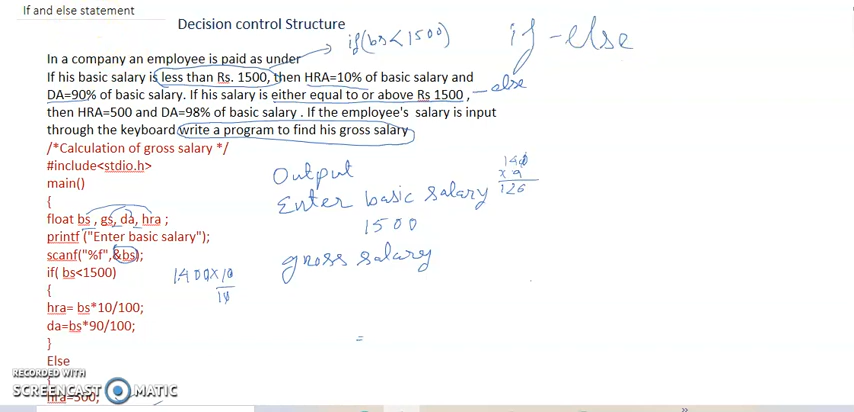 If and else statement
Decision control Structure
if(bs<1500)
if-else
In a company an employee is paid as under
If his basic salary is less than Rs. 1500, then HRA=10% of basic salary and
DA=90% of basic salary. If his salary is either equal to or above Rs 1500 , - else
then HRA=500 and DA=98% of basic salary . If the employee's salary is input
through the keyboard write a program to find his gross salary
/*Calculation of gross salary */
#include<stdio.h>
main()
{
float bs , gs, da, hra ;
printf ("Enter basic salary");
scanf("%f",&bs);
if( bs<1500)
{
hra= bs*10/100;
da=bs*90/100;
}
Else
{
hra=500;
Output
Enter basic salary
1500
gross salary
140
x 9
126
1400x10
=
RECORDED WITH
SCREENCAST MATIC